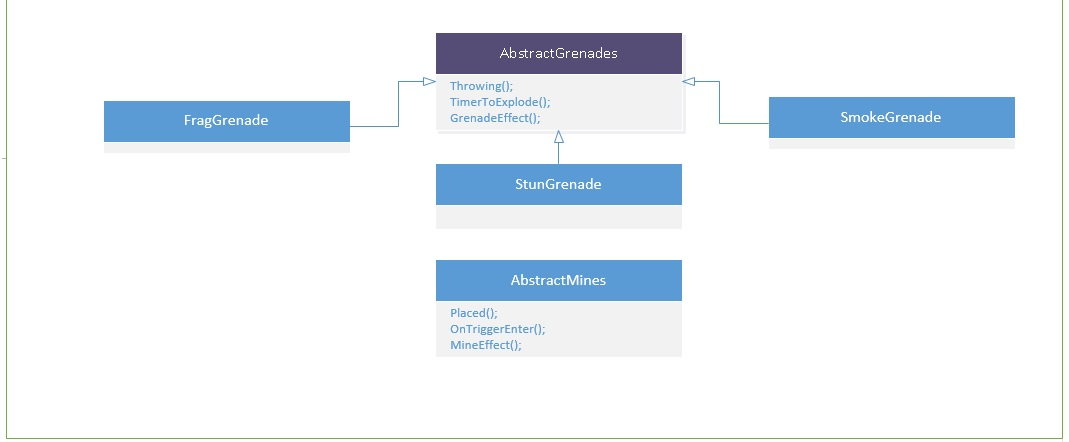 AbstractGrenades
Throwing();
TimerToExplode();
GrenadeEffect();
FragGrenade
SmokeGrenade
StunGrenade
AbstractMines
Placed();
OnTriggerEnter();
MineEffect();